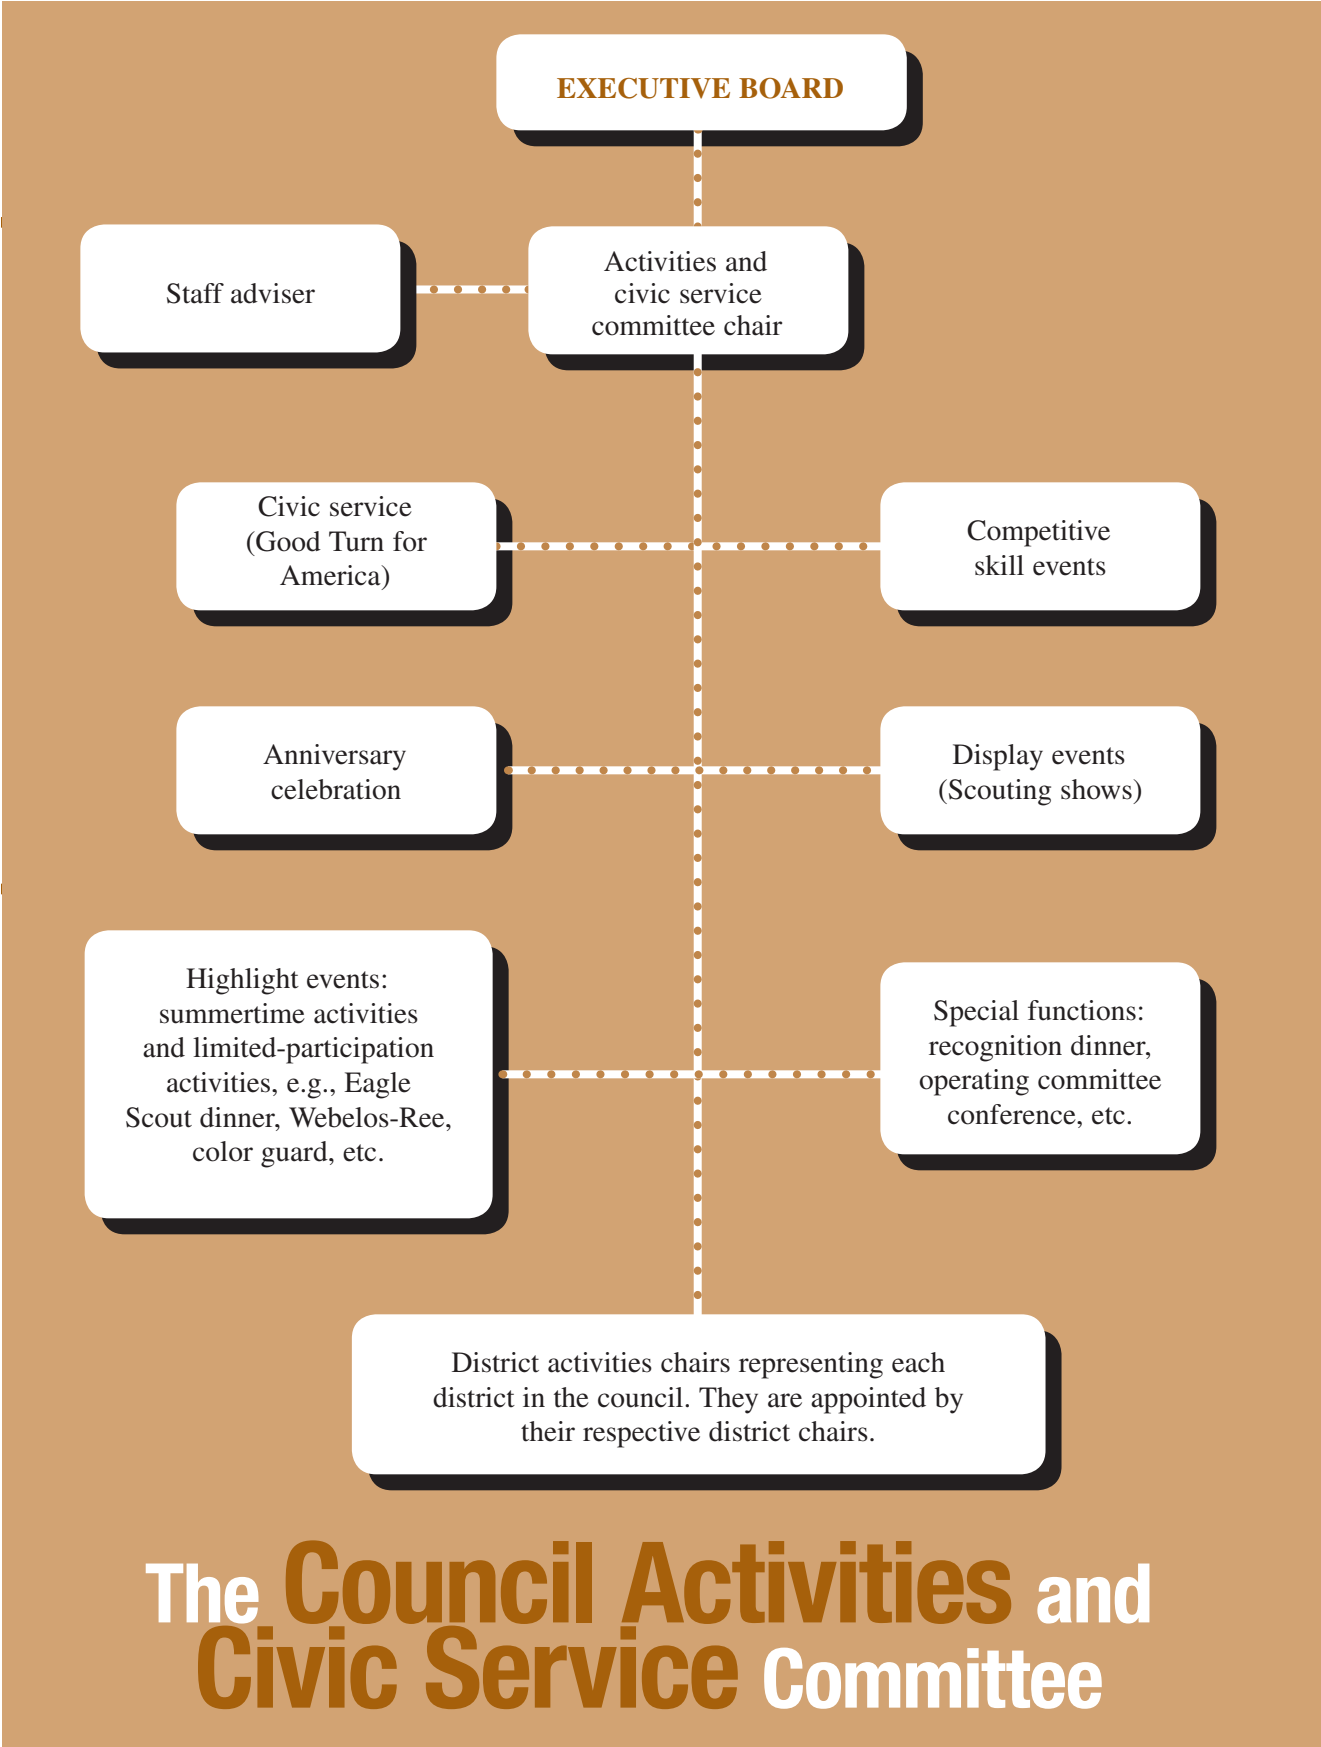 EXECUTIVE BOARD
Staff adviser
Activities and
civic service
committee chair
Civic service
(Good Turn for
America)
Competitive
skill events
Anniversary
celebration
Display events
(Scouting shows)
Highlight events:
summertime activities
and limited-participation
activities, e.g., Eagle
Scout dinner, Webelos-Ree,
color guard, etc.
Special functions:
recognition dinner,
operating committee
conference, etc.
District activities chairs representing each
district in the council. They are appointed by
their respective district chairs.
The Council Activities and
Civic Service Committee